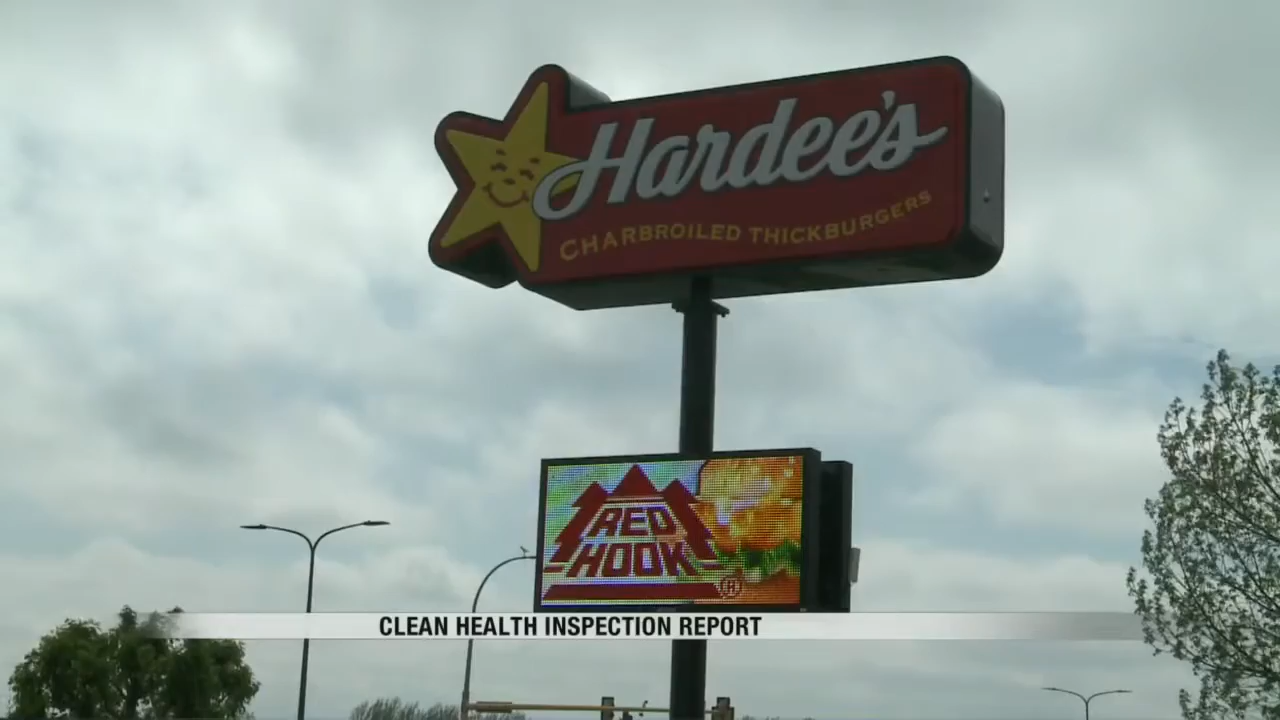 Hardee's
CHARBROILED THICKBURGERS
RED
HOOK
®
CLEAN HEALTH INSPECTION REPORT